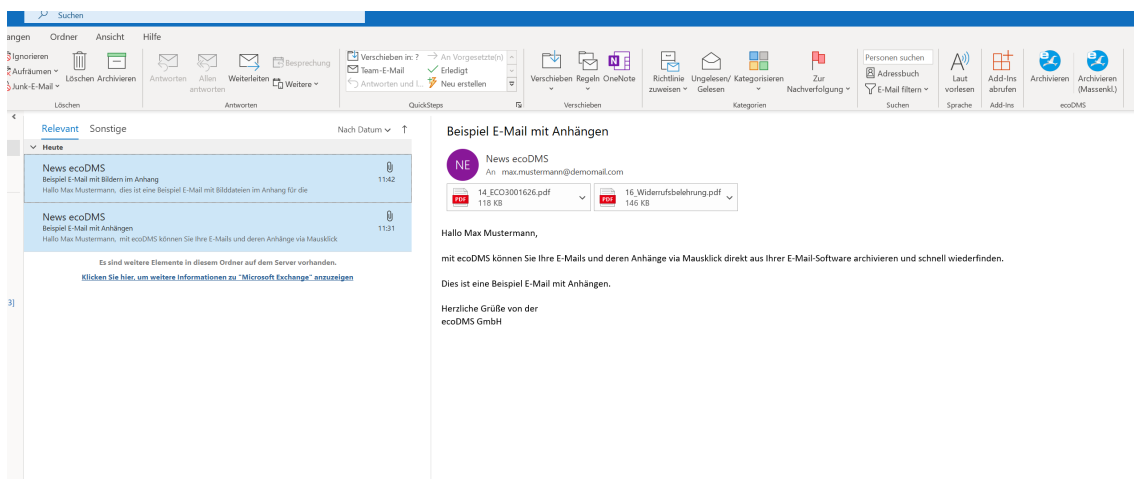 Suchen
angen Ordner Ansicht Hilfe
Ignorieren
Aufräumen
Junk-E-Mail
Löschen Archivieren
Löschen
Antworten Allen antworten Weiterleiten
Besprechung
Weitere
Antworten
Verschieben in: ? An Vorgesetzte(n)
Team-E-Mail Erledigt
Antworten und l... Neu erstellen
QuickSteps
Verschieben Regeln OneNote
Verschieben
Richtlinie zuweisen
Ungelesen/ Gelesen
Kategorisieren
Zur Nachverfolgung
Kategorien
Personen suchen
Adressbuch
E-Mail filtern
Suchen
Laut vorlesen
Sprache
Add-Ins abrufen
Add-Ins
Archivieren
Archivieren (Massenkl.)
ecoDMS
Relevant Sonstige Nach Datum
Heute
News ecoDMS
Beispiel E-Mail mit Bildern im Anhang 11:42
Hallo Max Mustermann, dies ist eine Beispiel E-Mail mit Bilddateien im Anhang für die
News ecoDMS
Beispiel E-Mail mit Anhängen 11:31
Hallo Max Mustermann, mit ecoDMS können Sie Ihre E-Mails und deren Anhänge via Mausklick
Es sind weitere Elemente in diesem Ordner auf dem Server vorhanden.
Klicken Sie hier, um weitere Informationen zu "Microsoft Exchange" anzuzeigen
3]
Beispiel E-Mail mit Anhängen
NE
News ecoDMS
An max.mustermann@demomail.com
PDF
14_ECO3001626.pdf
118 KB
PDF
16_Widerrufsbelehrung.pdf
146 KB
Hallo Max Mustermann,
mit ecoDMS können Sie Ihre E-Mails und deren Anhänge via Mausklick direkt aus Ihrer E-Mail-Software archivieren und schnell wiederfinden.
Dies ist eine Beispiel E-Mail mit Anhängen.
Herzliche Grüße von der
ecoDMS GmbH